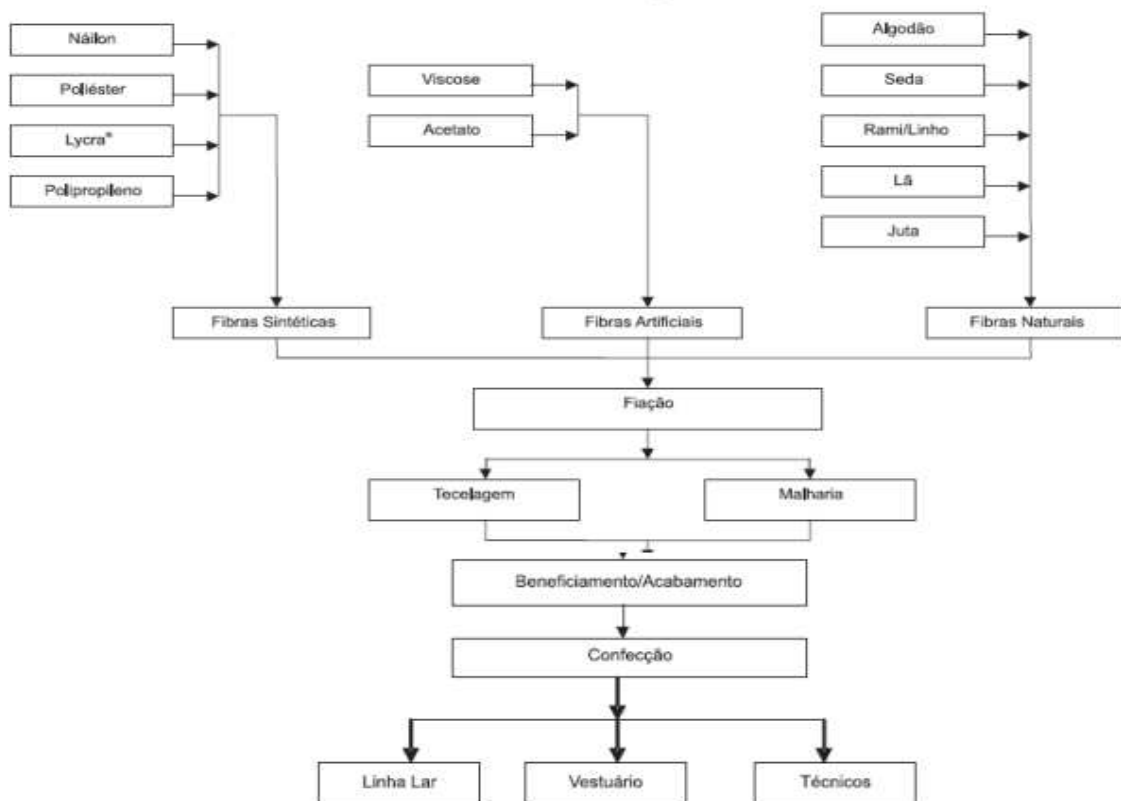 Náilon
Poliéster
Lycra®
Polipropileno
Viscose
Acetato
Algodão
Seda
Rami/Linho
Lã
Juta
Fibras Sintéticas
Fibras Artificiais
Fibras Naturais
Fiação
Tecelagem
Malharia
Beneficiamento/Acabamento
Confecção
Linha Lar
Vestuário
Técnicos